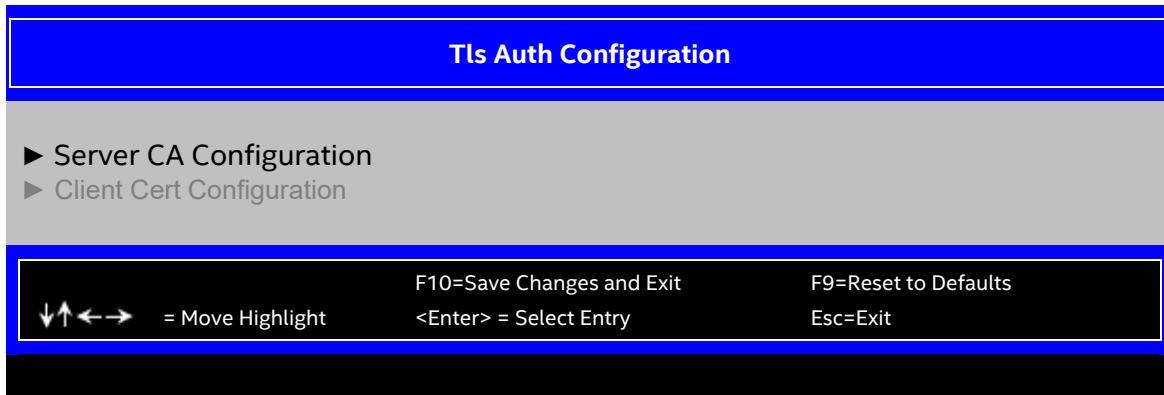 Tls Auth Configuration
► Server CA Configuration
► Client Cert Configuration
F10=Save Changes and Exit F9=Reset to Defaults
↓↑←→ = Move Highlight <Enter> = Select Entry Esc=Exit